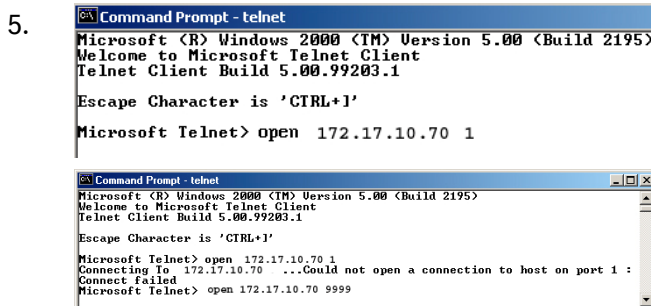 5.
Command Prompt - telnet
Microsoft (R) Windows 2000 (TM) Version 5.00 (Build 2195)
Welcome to Microsoft Telnet Client
Telnet Client Build 5.00.99203.1
Escape Character is 'CTRL+]'
Microsoft Telnet> open 172.17.10.70 1
Command Prompt - telnet
Microsoft (R) Windows 2000 (TM) Version 5.00 (Build 2195)
Welcome to Microsoft Telnet Client
Telnet Client Build 5.00.99203.1
Escape Character is 'CTRL+]'
Microsoft Telnet> open 172.17.10.70 1
Connecting To 172.17.10.70 ...Could not open a connection to host on port 1 :
Connect failed
Microsoft Telnet> open 172.17.10.70 9999